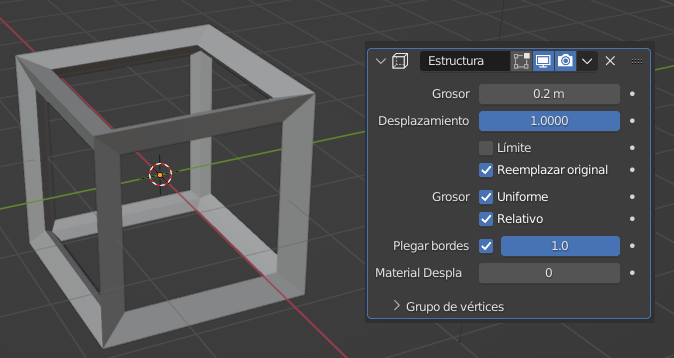 Estructura
Grosor 0.2 m
Desplazamiento 1.0000
Límite
Reemplazar original
Grosor Uniforme
Relativo
Plegar bordes 1.0
Material Despla 0
Grupo de vértices